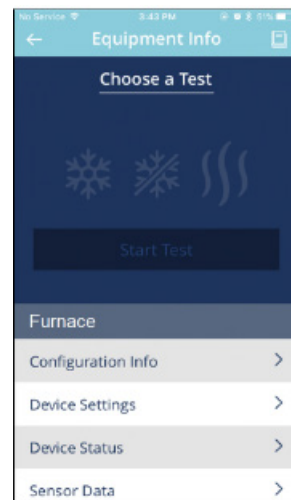 No Service 3:43 PM 61%
Equipment Info
Choose a Test
Start Test
Furnace
Configuration Info
Device Settings
Device Status
Sensor Data